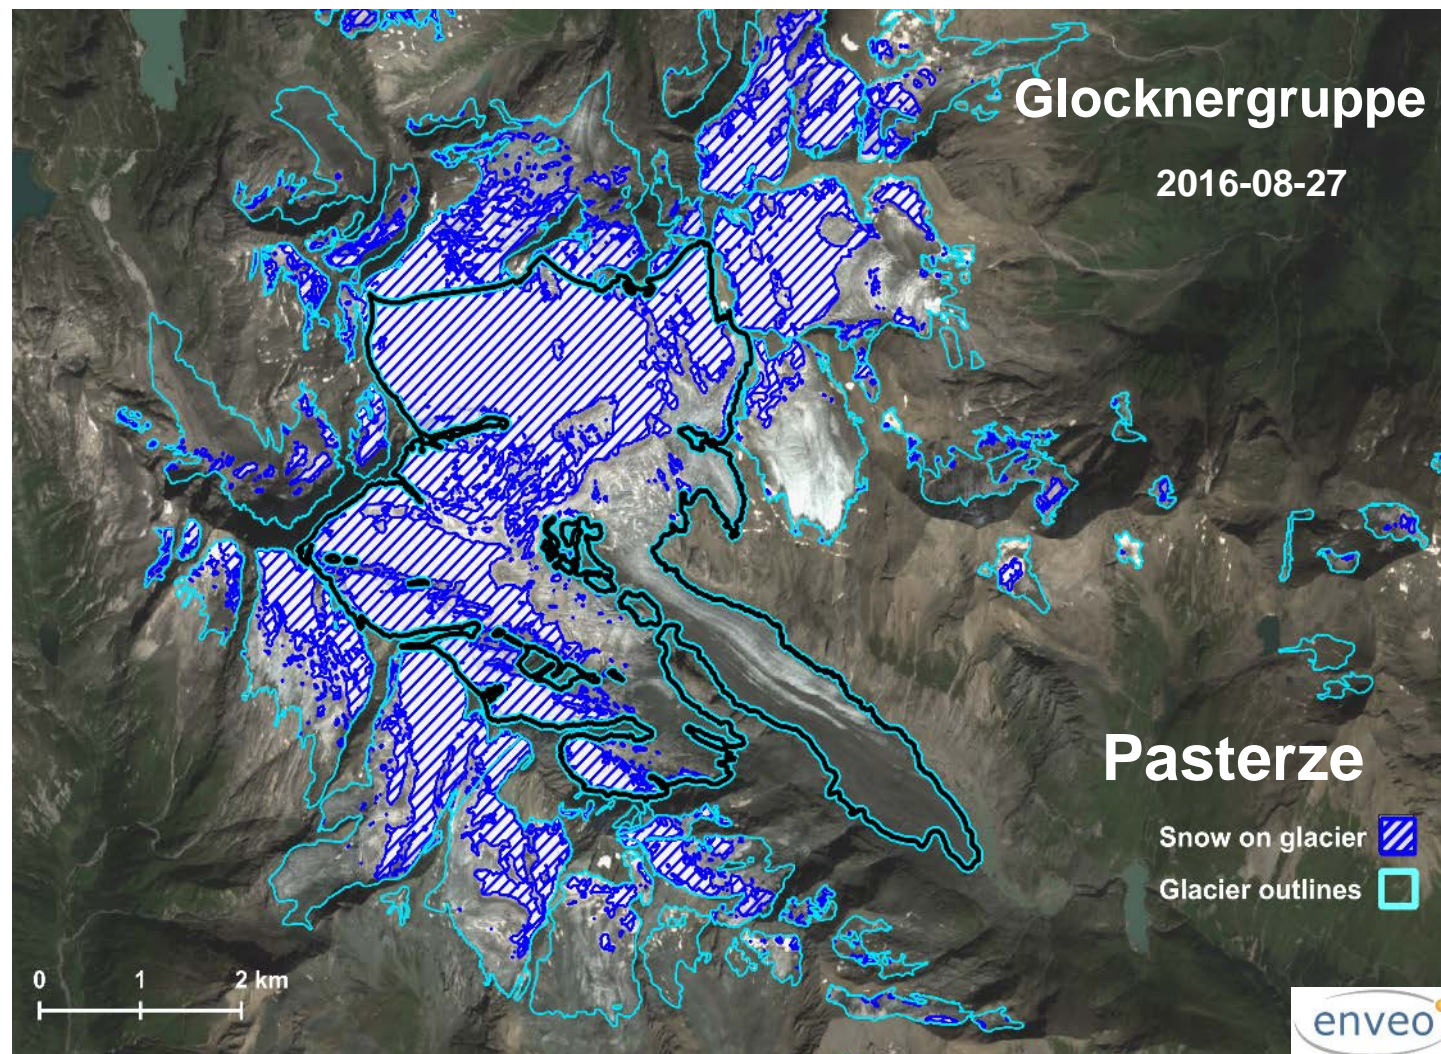 Glocknergruppe
2016-08-27
Pasterze
Snow on glacier
Glacier outlines
0 1 2 km
enveo